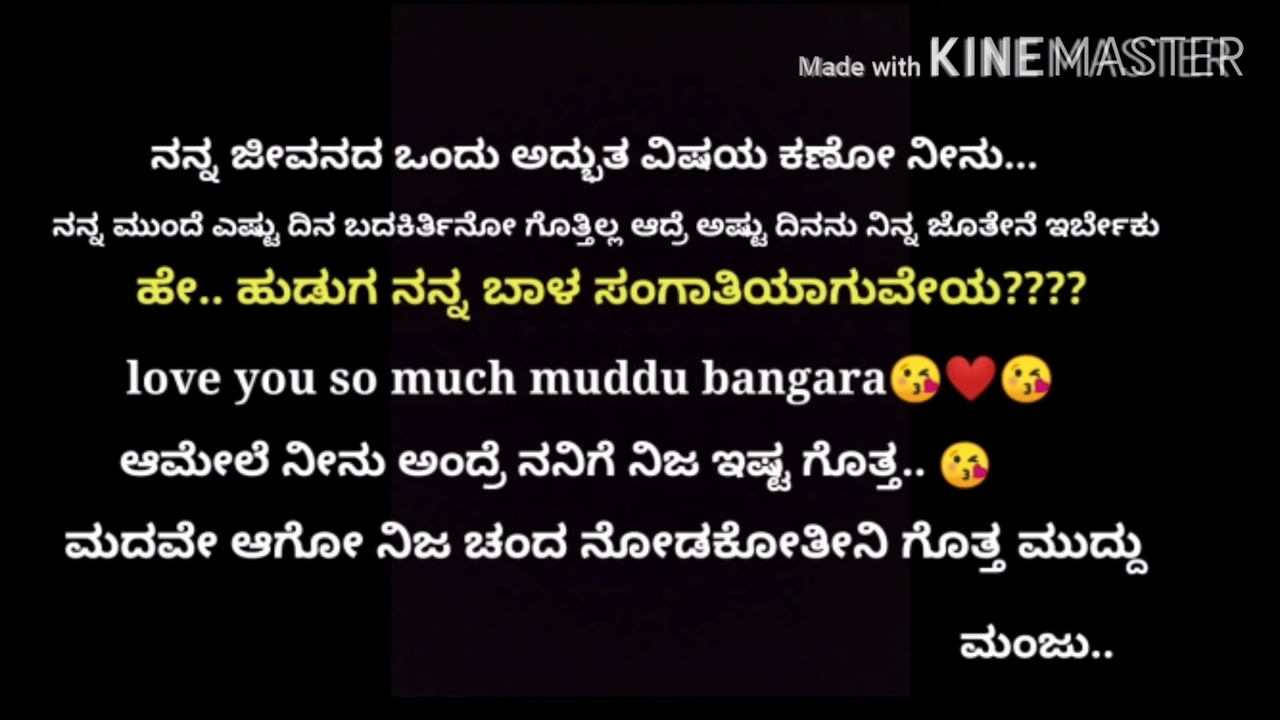 Made with KINEMASTER
ನನ್ನ ಜೀವನದ ಒಂದು ಅದ್ಭುತ ವಿಷಯ ಕಣೋ ನೀನು...
ನನ್ನ ಮುಂದೆ ಎಷ್ಟು ದಿನ ಬದಕಿರ್ತಿನೋ ಗೊತ್ತಿಲ್ಲ ಆದ್ರೆ ಅಷ್ಟು ದಿನನು ನಿನ್ನ ಜೊತೇನೆ ಇರ್ಬೇಕು
ಹೇ.. ಹುಡುಗ ನನ್ನ ಬಾಳ ಸಂಗಾತಿಯಾಗುವೇಯ????
love you so much muddu bangara😘❤️😘
ಆಮೇಲೆ ನೀನು ಅಂದ್ರೆ ನನಿಗೆ ನಿಜ ಇಷ್ಟ ಗೊತ್ತ.. 😘
ಮದವೇ ಆಗೋ ನಿಜ ಚಂದ ನೋಡಕೋತೀನಿ ಗೊತ್ತ ಮುದ್ದು
ಮಂಜು..